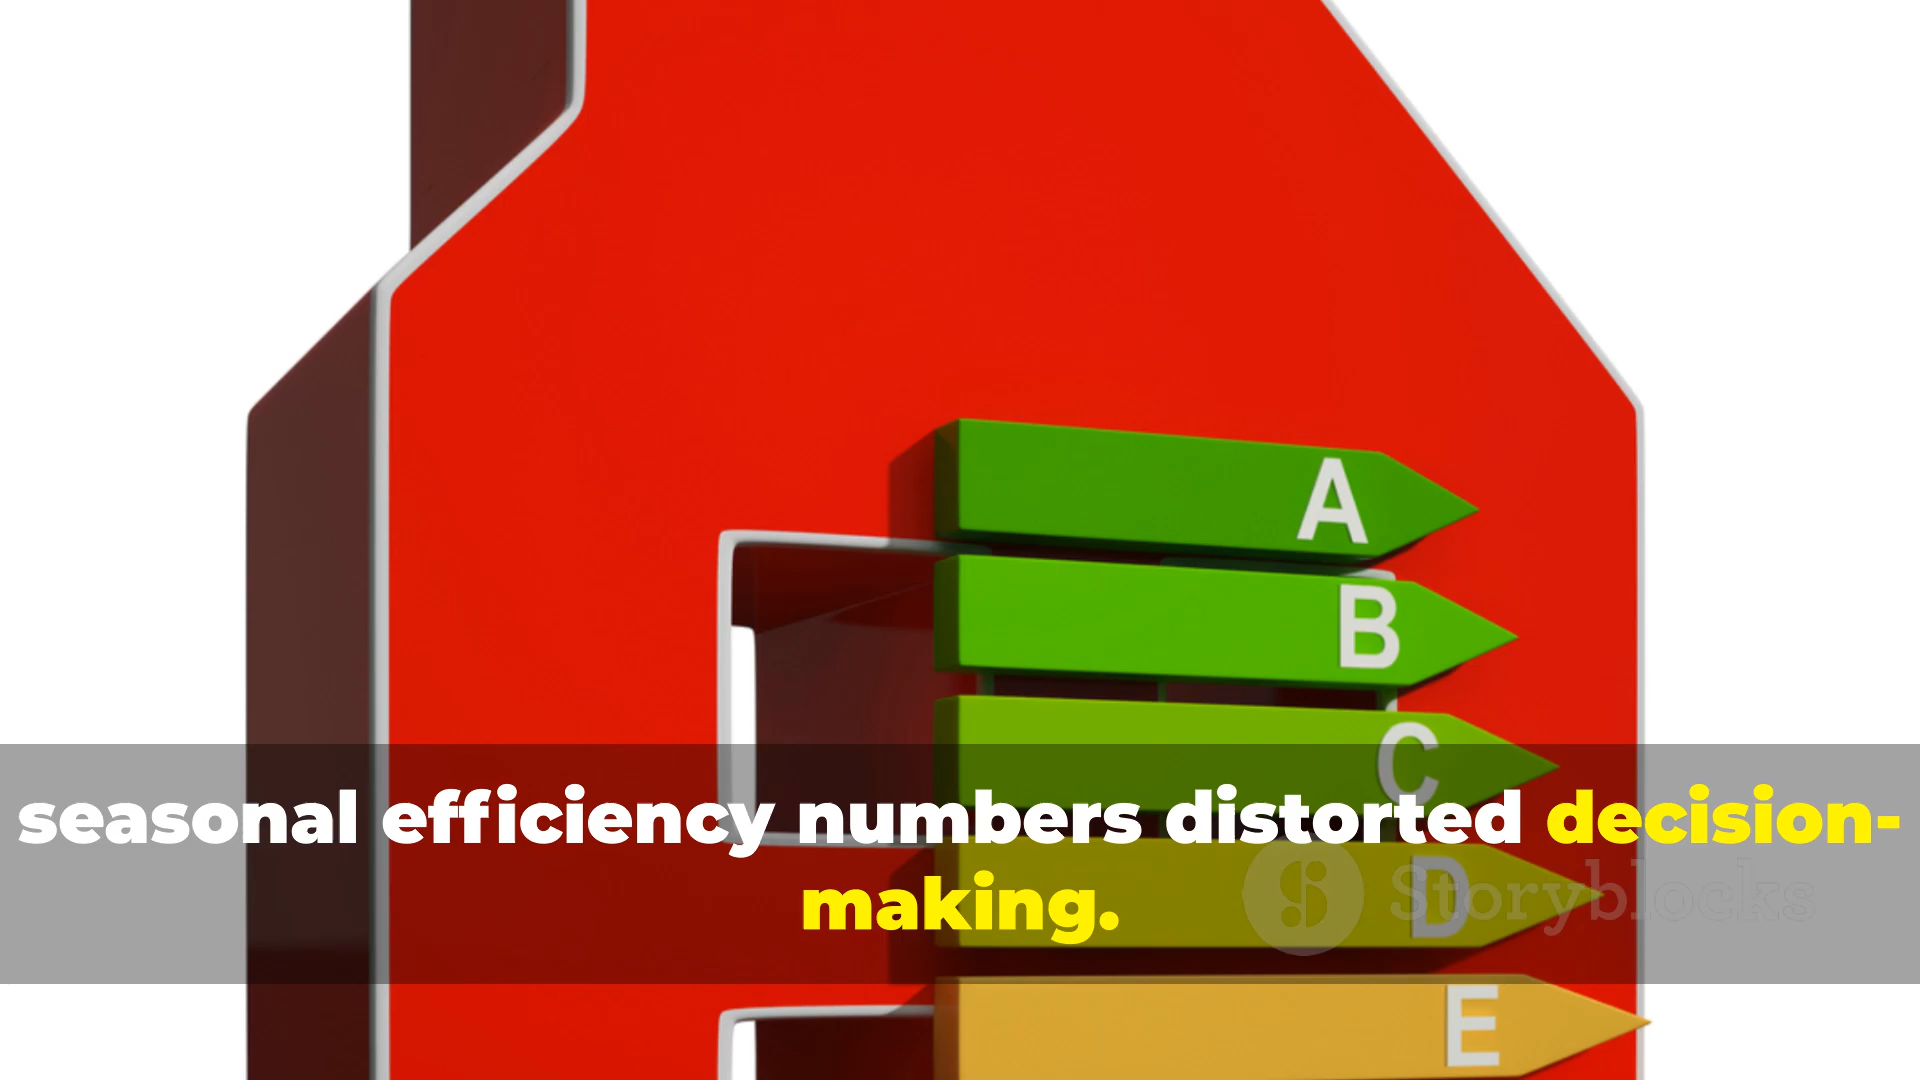 A
B
C
seasonal efficiency numbers distorted decision-
making.
D
Storyblocks
E